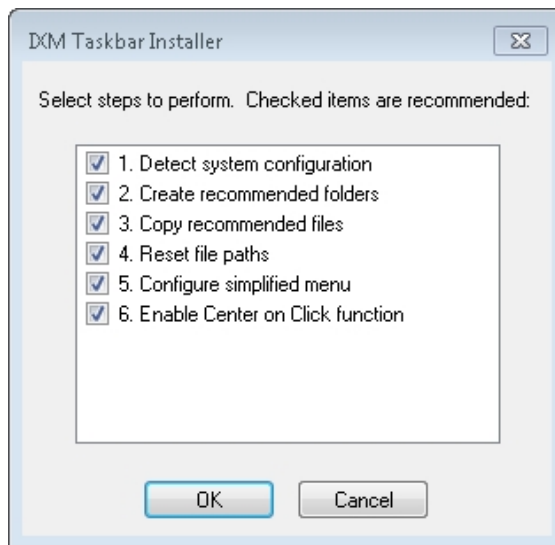 IXM Taskbar Installer
Select steps to perform.  Checked items are recommended:
1. Detect system configuration
2. Create recommended folders
3. Copy recommended files
4. Reset file paths
5. Configure simplified menu
6. Enable Center on Click function
OK
Cancel